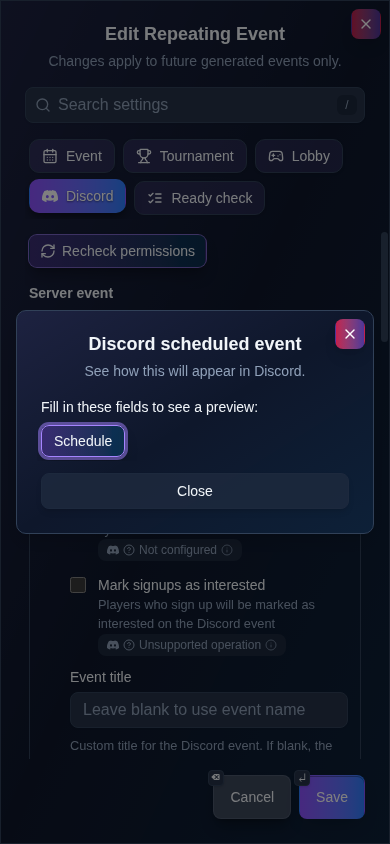 Edit Repeating Event
Changes apply to future generated events only.
Search settings
/
Event
Tournament
Lobby
Discord
Ready check
Recheck permissions
Server event
Discord scheduled event
See how this will appear in Discord.
Fill in these fields to see a preview:
Schedule
Close
Not configured
Mark signups as interested
Players who sign up will be marked as
interested on the Discord event
Unsupported operation
Event title
Leave blank to use event name
Custom title for the Discord event. If blank, the
Cancel
Save